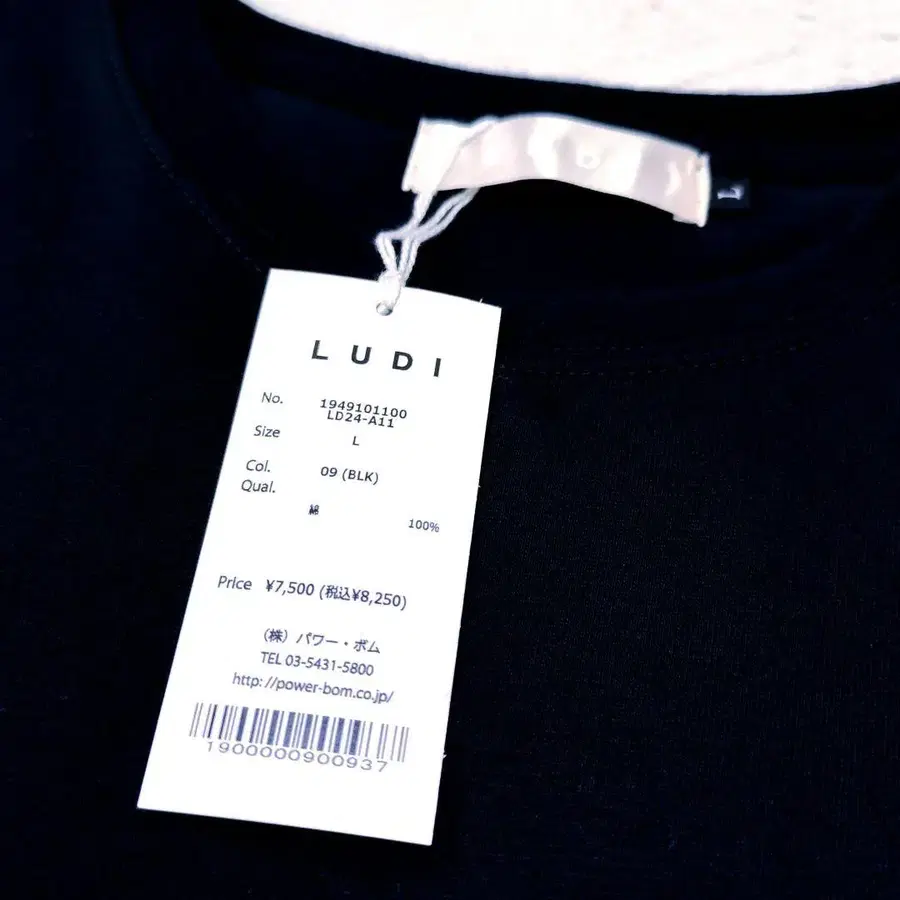 L
LUDI
No. 1949101100
LD24-A11
Size L
Col. 09 (BLK)
Qual.
綿 100%
Price ¥7,500 (税込¥8,250)
（株）パワー・ボム
TEL 03-5431-5800
http://power-bom.co.jp/
1900000900937